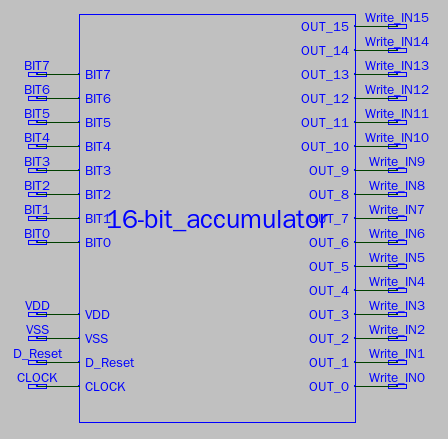 OUT_15 Write_IN15
OUT_14 Write_IN14
BIT7 BIT7 OUT_13 Write_IN13
BIT6 BIT6 OUT_12 Write_IN12
BIT5 BIT5 OUT_11 Write_IN11
BIT4 BIT4 OUT_10 Write_IN10
BIT3 BIT3 OUT_9 Write_IN9
BIT2 BIT2 OUT_8 Write_IN8
BIT1 BIT1 16-bit_accumulator OUT_7 Write_IN7
BIT0 BIT0 OUT_6 Write_IN6
OUT_5 Write_IN5
OUT_4 Write_IN4
VDD VDD OUT_3 Write_IN3
VSS VSS OUT_2 Write_IN2
D_Reset D_Reset OUT_1 Write_IN1
CLOCK CLOCK OUT_0 Write_IN0